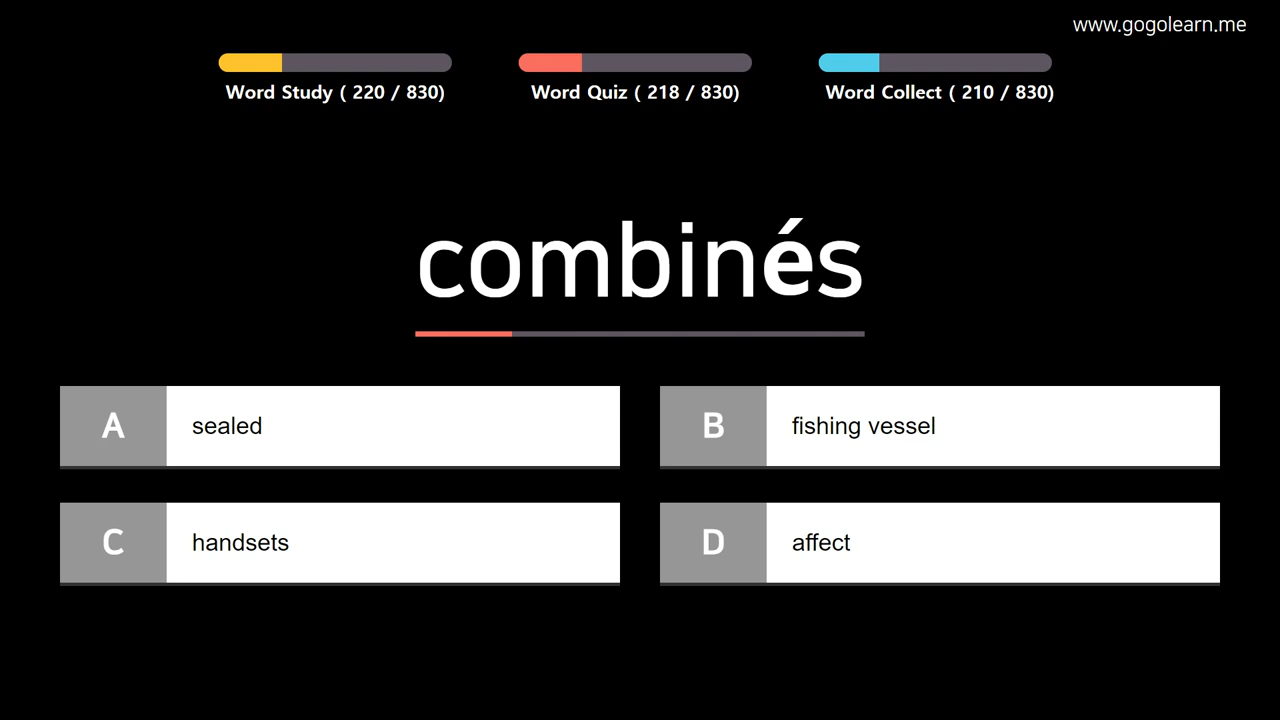 www.gogolearn.me
Word Study ( 220 / 830)
Word Quiz ( 218 / 830)
Word Collect ( 210 / 830)
combinés
A sealed
B fishing vessel
C handsets
D affect